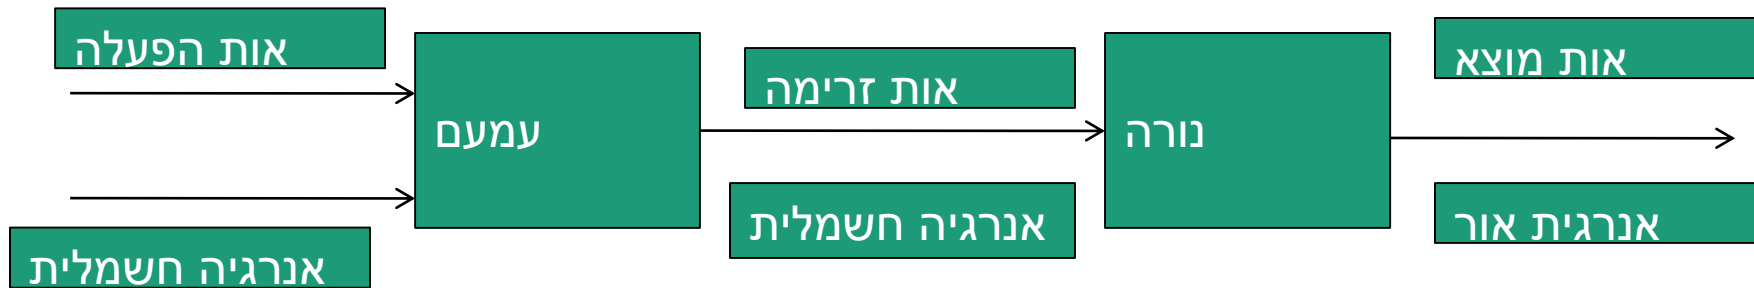 אות הפעלה
אנרגיה חשמלית
עמעם
אות זרימה
אנרגיה חשמלית
נורה
אות מוצא
אנרגית אור